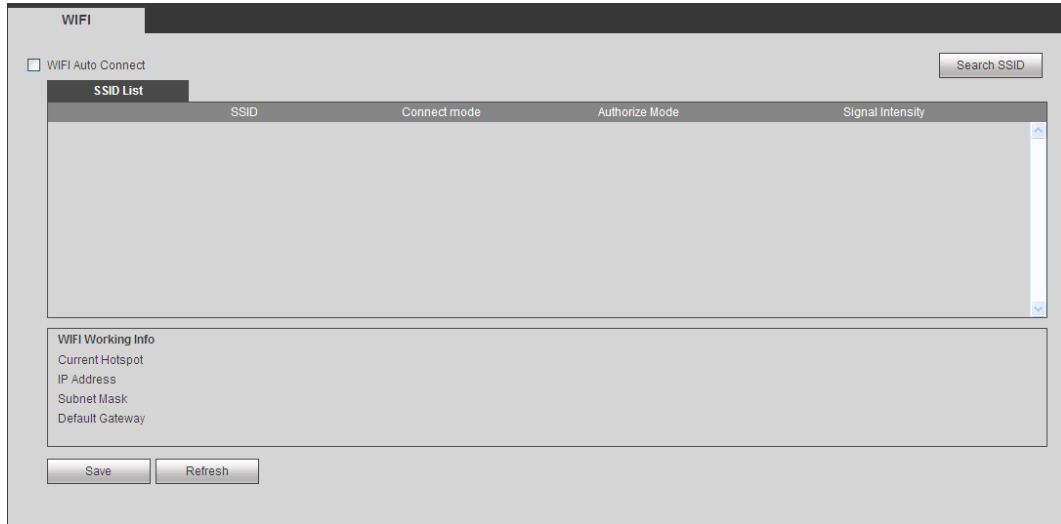 WIFI
WIFI Auto Connect
Search SSID
SSID List
SSID Connect mode Authorize Mode Signal Intensity
WIFI Working Info
Current Hotspot
IP Address
Subnet Mask
Default Gateway
Save Refresh